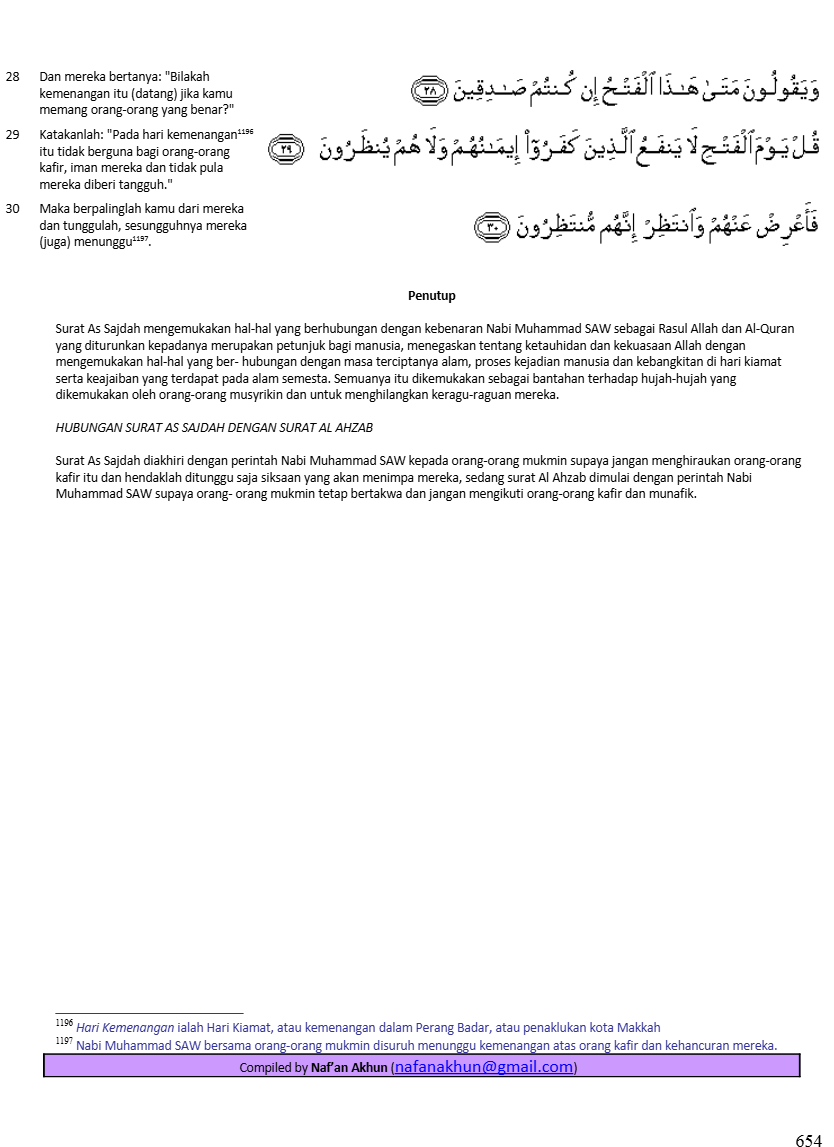 28 Dan mereka bertanya: "Bilakah
kemenangan itu (datang) jika kamu
memang orang-orang yang benar?"
وَيَقُولُونَ مَتَىٰ هَـٰذَا ٱلْفَتْحُ إِن كُنتُمْ صَـٰدِقِينَ ٢٨
29 Katakanlah: "Pada hari kemenangan¹¹⁹⁶
itu tidak berguna bagi orang-orang
kafir, iman mereka dan tidak pula
mereka diberi tangguh."
قُلْ يَوْمَ ٱلْفَتْحِ لَا يَنفَعُ ٱلَّذِينَ كَفَرُوٓا۟ إِيمَـٰنُهُمْ وَلَا هُمْ يُنظَرُونَ ٢٩
30 Maka berpalinglah kamu dari mereka
dan tunggulah, sesungguhnya mereka
(juga) menunggu¹¹⁹⁷.
فَأَعْرِضْ عَنْهُمْ وَٱنتَظِرْ إِنَّهُم مُّنتَظِرُونَ ٣٠
Penutup
Surat As Sajdah mengemukakan hal-hal yang berhubungan dengan kebenaran Nabi Muhammad SAW sebagai Rasul Allah dan Al-Quran
yang diturunkan kepadanya merupakan petunjuk bagi manusia, menegaskan tentang ketauhidan dan kekuasaan Allah dengan
mengemukakan hal-hal yang ber- hubungan dengan masa terciptanya alam, proses kejadian manusia dan kebangkitan di hari kiamat
serta keajaiban yang terdapat pada alam semesta. Semuanya itu dikemukakan sebagai bantahan terhadap hujah-hujah yang
dikemukakan oleh orang-orang musyrikin dan untuk menghilangkan keragu-raguan mereka.
HUBUNGAN SURAT AS SAJDAH DENGAN SURAT AL AHZAB
Surat As Sajdah diakhiri dengan perintah Nabi Muhammad SAW kepada orang-orang mukmin supaya jangan menghiraukan orang-orang
kafir itu dan hendaklah ditunggu saja siksaan yang akan menimpa mereka, sedang surat Al Ahzab dimulai dengan perintah Nabi
Muhammad SAW supaya orang- orang mukmin tetap bertakwa dan jangan mengikuti orang-orang kafir dan munafik.
¹¹⁹⁶ Hari Kemenangan ialah Hari Kiamat, atau kemenangan dalam Perang Badar, atau penaklukan kota Makkah
¹¹⁹⁷ Nabi Muhammad SAW bersama orang-orang mukmin disuruh menunggu kemenangan atas orang kafir dan kehancuran mereka.
Compiled by Naf’an Akhun (nafanakhun@gmail.com)
654